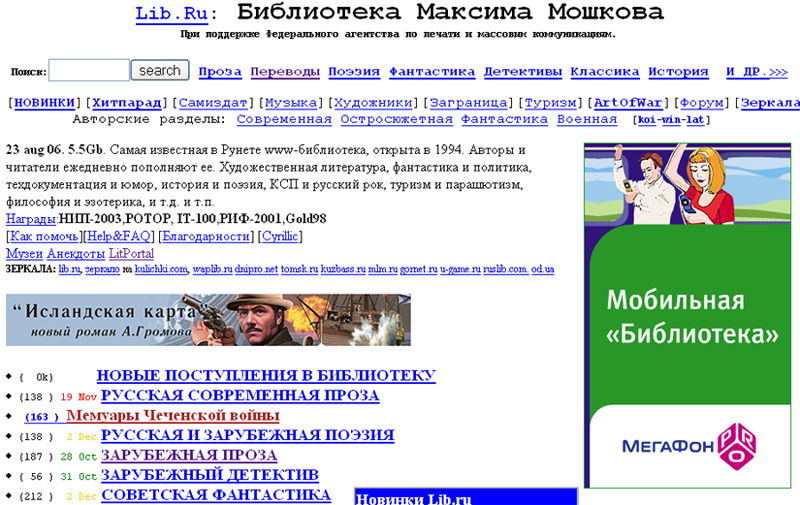 Lib.Ru: Библиотека Максима Мошкова
При поддержке Федерального агентства по печати и массовым коммуникациям.
Поиск: search Проза Переводы Поэзия Фантастика Детективы Классика История И ДР.>>>
[НОВИНКИ] [Хитпарад] [Самиздат] [Музыка] [Художники] [Заграница] [Туризм] [ArtOfWar] [Форум] [Зеркала
Авторские разделы: Современная Остросюжетная Фантастика Военная [koi-win-lat]
23 aug 06. 5.5Gb. Самая известная в Рунете www-библиотека, открыта в 1994. Авторы и
читатели ежедневно пополняют ее. Художественная литература, фантастика и политика,
техдокументация и юмор, история и поэзия, КСП и русский рок, туризм и парашютизм,
философия и эзотерика, и т.д. и т.п.
Награды:НИП-2003,РОТОР, IT-100,РИФ-2001,Gold98
[Как помочь][Help&FAQ] [Благодарности] [Cyrillic]
Музеи Анекдоты LitPortal
ЗЕРКАЛА: lib.ru, зеркало на kulichki.com, waplib.ru dnipro.net tomsk.ru kuzbass.ru mlm.ru gornet.ru u-game.ru ruslib.com. od.ua
"Исландская карта"
новый роман А.Громова
Мобильная
«Библиотека»
МЕГАФОН PRO
( 0k) НОВЫЕ ПОСТУПЛЕНИЯ В БИБЛИОТЕКУ
(138 ) 19 Nov РУССКАЯ СОВРЕМЕННАЯ ПРОЗА
(163 ) Мемуары Чеченской войны
(138 ) 2 Dec РУССКАЯ И ЗАРУБЕЖНАЯ ПОЭЗИЯ
(187 ) 28 Oct ЗАРУБЕЖНАЯ ПРОЗА
( 56 ) 31 Oct ЗАРУБЕЖНЫЙ ДЕТЕКТИВ
(212 ) 2 Dec СОВЕТСКАЯ ФАНТАСТИКА
Новинки Lib.ru